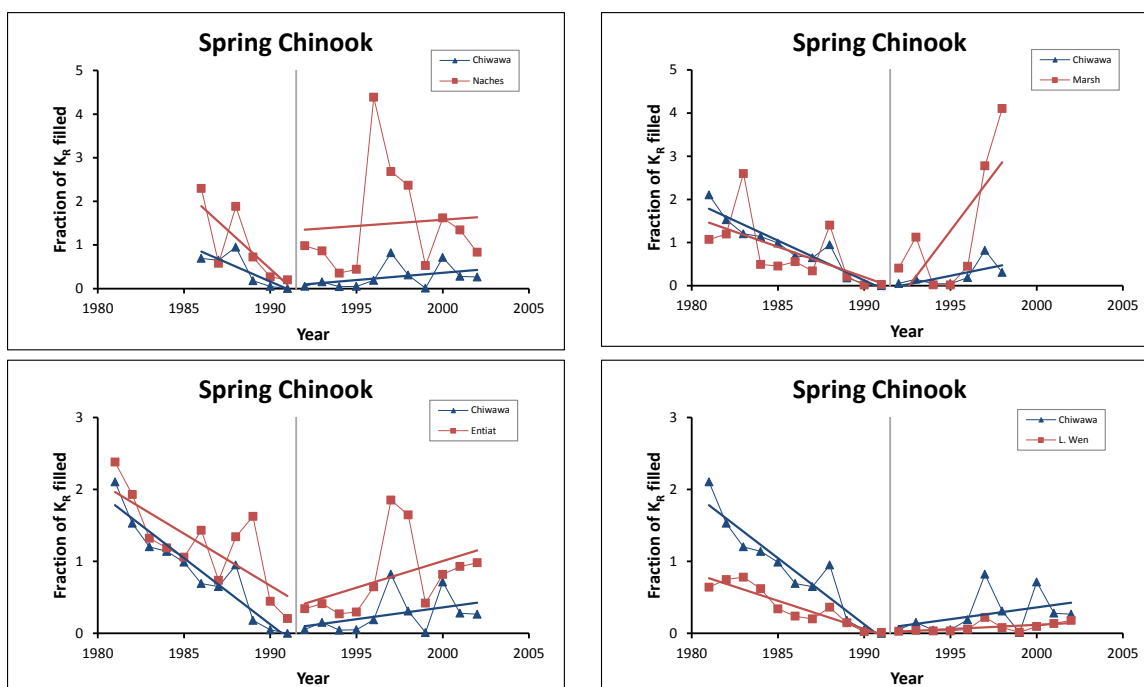 Spring Chinook
Chiwawa
Naches
Fraction of KR filled
5
4
3
2
1
0
1980 1985 1990 1995 2000 2005
Year
Spring Chinook
Chiwawa
Marsh
Fraction of KR filled
5
4
3
2
1
0
1980 1985 1990 1995 2000 2005
Year
Spring Chinook
Chiwawa
Entiat
Fraction of KR filled
3
2
1
0
1980 1985 1990 1995 2000 2005
Year
Spring Chinook
Chiwawa
L. Wen
Fraction of KR filled
3
2
1
0
1980 1985 1990 1995 2000 2005
Year